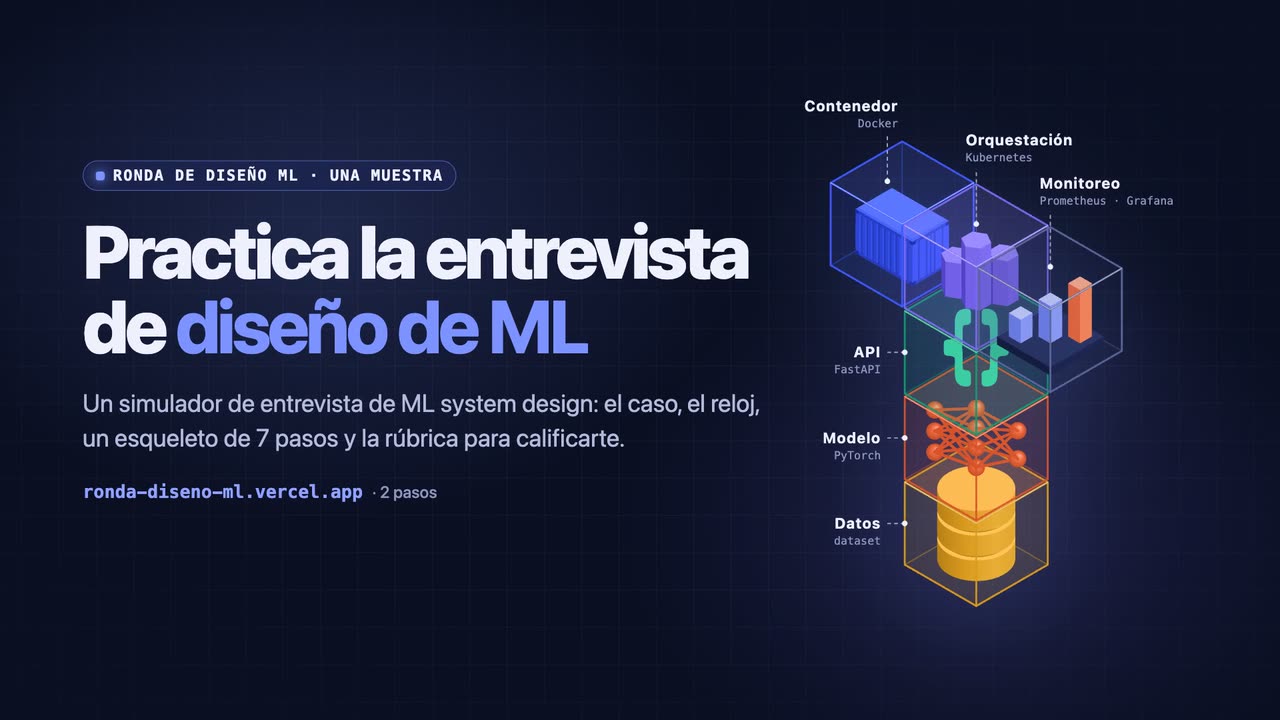 RONDA DE DISEÑO ML · UNA MUESTRA
Practica la entrevista
de diseño de ML
Un simulador de entrevista de ML system design: el caso, el reloj,
un esqueleto de 7 pasos y la rúbrica para calificarte.
ronda-diseno-ml.vercel.app · 2 pasos
Contenedor
Docker
Orquestación
Kubernetes
Monitoreo
Prometheus · Grafana
API
FastAPI
Modelo
PyTorch
Datos
dataset